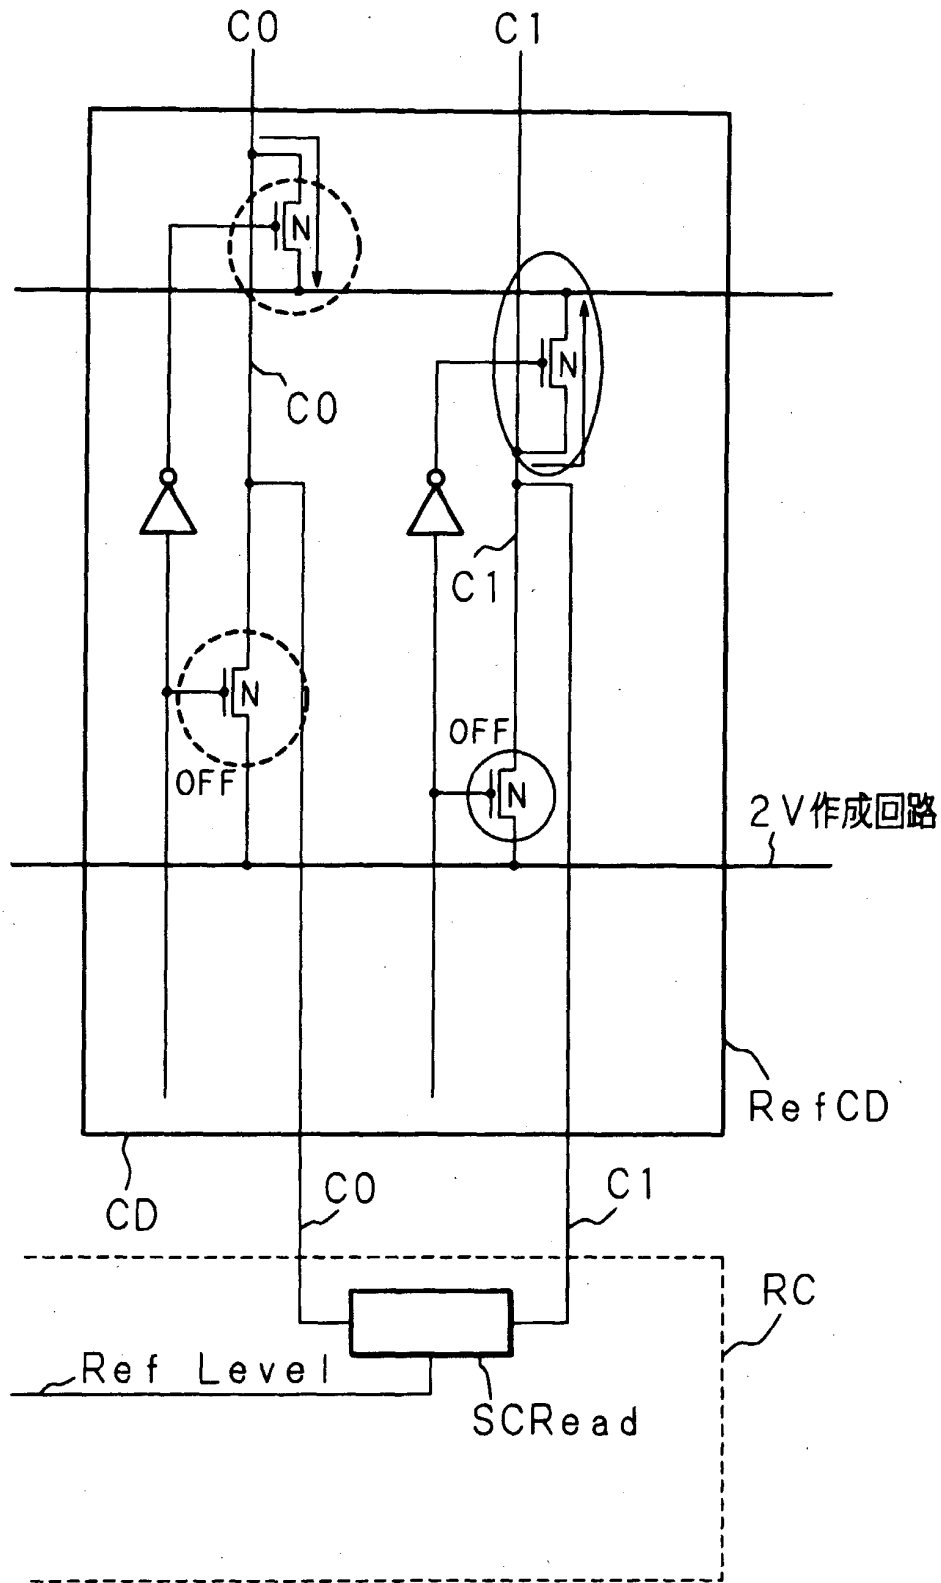 C0
C1
N
N
C0
C1
N
OFF
OFF
N
2V作成回路
RefCD
CD
C0
C1
RC
Ref Level
SCRead